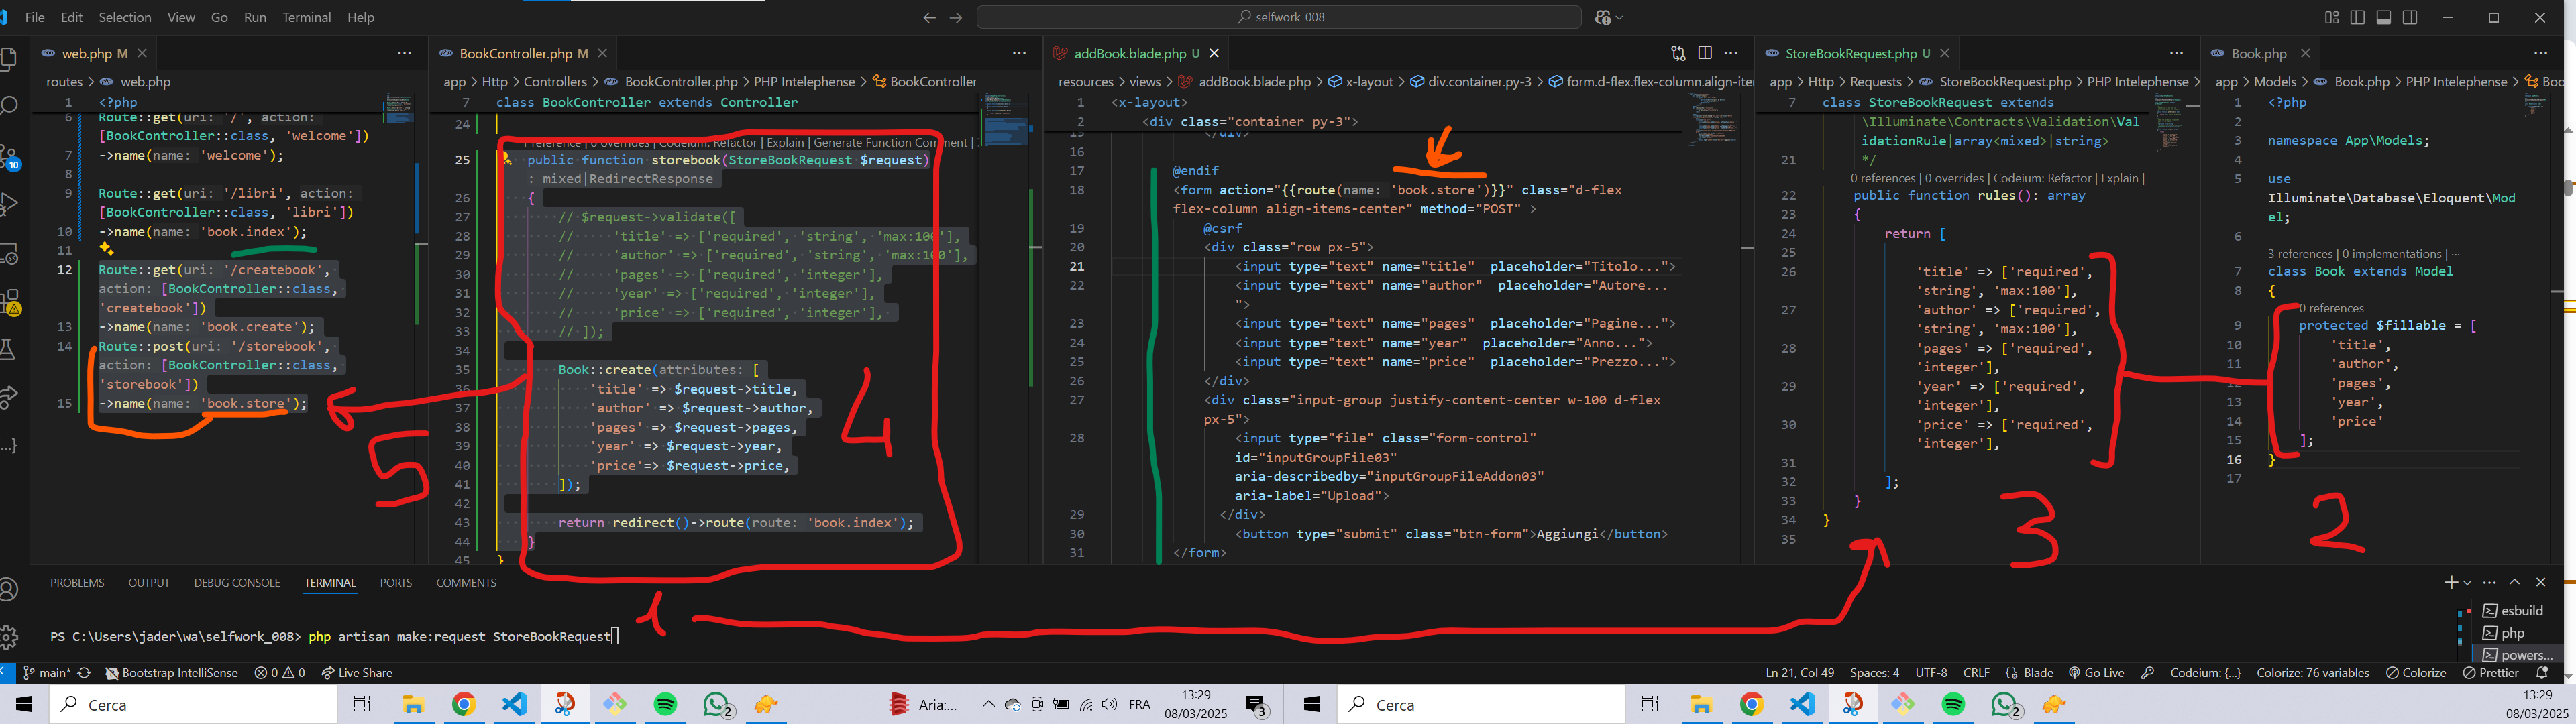 File Edit Selection View Go Run Terminal Help
selfwork_008
web.php M
routes > web.php
1 <?php
6 Route::get(uri: '/', action:
[BookController::class, 'welcome'])
7 ->name(name: 'welcome');
8
9 Route::get(uri: '/libri', action:
[BookController::class, 'libri'])
10 ->name(name: 'book.index');
11
12 Route::get(uri: '/createbook',
action: [BookController::class,
'createbook'])
13 ->name(name: 'book.create');
14 Route::post(uri: '/storebook',
action: [BookController::class,
'storebook'])
15 ->name(name: 'book.store');
5
BookController.php M
app > Http > Controllers > BookController.php > PHP Intelephense > BookController
7 class BookController extends Controller
24
1 reference | 0 overrides | Codeium: Refactor | Explain | Generate Function Comment |
25 public function storebook(StoreBookRequest $request)
: mixed|RedirectResponse
26 {
27 // $request->validate([
28 // 'title' => ['required', 'string', 'max:100'],
29 // 'author' => ['required', 'string', 'max:100'],
30 // 'pages' => ['required', 'integer'],
31 // 'year' => ['required', 'integer'],
32 // 'price' => ['required', 'integer'],
33 // ]);
34
35 Book::create(attributes: [
36 'title' => $request->title,
37 'author' => $request->author,
38 'pages' => $request->pages,
39 'year' => $request->year,
40 'price'=> $request->price,
41 ]);
42
43 return redirect()->route(route: 'book.index');
44 }
45 }
4
addBook.blade.php U
resources > views > addBook.blade.php > x-layout > div.container.py-3 > form.d-flex.flex-column.align-iter
1 <x-layout>
2 <div class="container py-3">
15 </div>
16
17 @endif
18 <form action="{{route(name: 'book.store')}}" class="d-flex
flex-column align-items-center" method="POST" >
19 @csrf
20 <div class="row px-5">
21 <input type="text" name="title" placeholder="Titolo...">
22 <input type="text" name="author" placeholder="Autore...
">
23 <input type="text" name="pages" placeholder="Pagine...">
24 <input type="text" name="year" placeholder="Anno...">
25 <input type="text" name="price" placeholder="Prezzo...">
26 </div>
27 <div class="input-group justify-content-center w-100 d-flex
px-5">
28 <input type="file" class="form-control"
id="inputGroupFile03"
aria-describedby="inputGroupFileAddon03"
aria-label="Upload">
29 </div>
30 <button type="submit" class="btn-form">Aggiungi</button>
31 </form>
StoreBookRequest.php U
app > Http > Requests > StoreBookRequest.php > PHP Intelephense >
7 class StoreBookRequest extends
\Illuminate\Contracts\Validation\Val
idationRule|array<mixed>|string>
21 */
0 references | 0 overrides | Codeium: Refactor | Explain |
22 public function rules(): array
23 {
24 return [
25
26 'title' => ['required',
'string', 'max:100'],
27 'author' => ['required',
'string', 'max:100'],
28 'pages' => ['required',
'integer'],
29 'year' => ['required',
'integer'],
30 'price' => ['required',
'integer'],
31
32 ];
33 }
34 }
35
3
Book.php
app > Models > Book.php > PHP Intelephense > Boo
1 <?php
2
3 namespace App\Models;
4
5 use
Illuminate\Database\Eloquent\Mod
el;
6
3 references | 0 implementations | ...
7 class Book extends Model
8 {
0 references
9 protected $fillable = [
10 'title',
11 'author',
12 'pages',
13 'year',
14 'price'
15 ];
16 }
17
2
PROBLEMS OUTPUT DEBUG CONSOLE TERMINAL PORTS COMMENTS
PS C:\Users\jader\wa\selfwork_008> php artisan make:request StoreBookRequest
1
esbuild
php
powers...
10
main* Bootstrap IntelliSense 0 0 Live Share
Ln 21, Col 49 Spaces: 4 UTF-8 CRLF Blade Go Live Codeium: {...} Colorize: 76 variables Colorize Prettier
Cerca 2 Aria:... FRA 13:29 08/03/2025 3
Cerca 2 13:29 08/03/2025